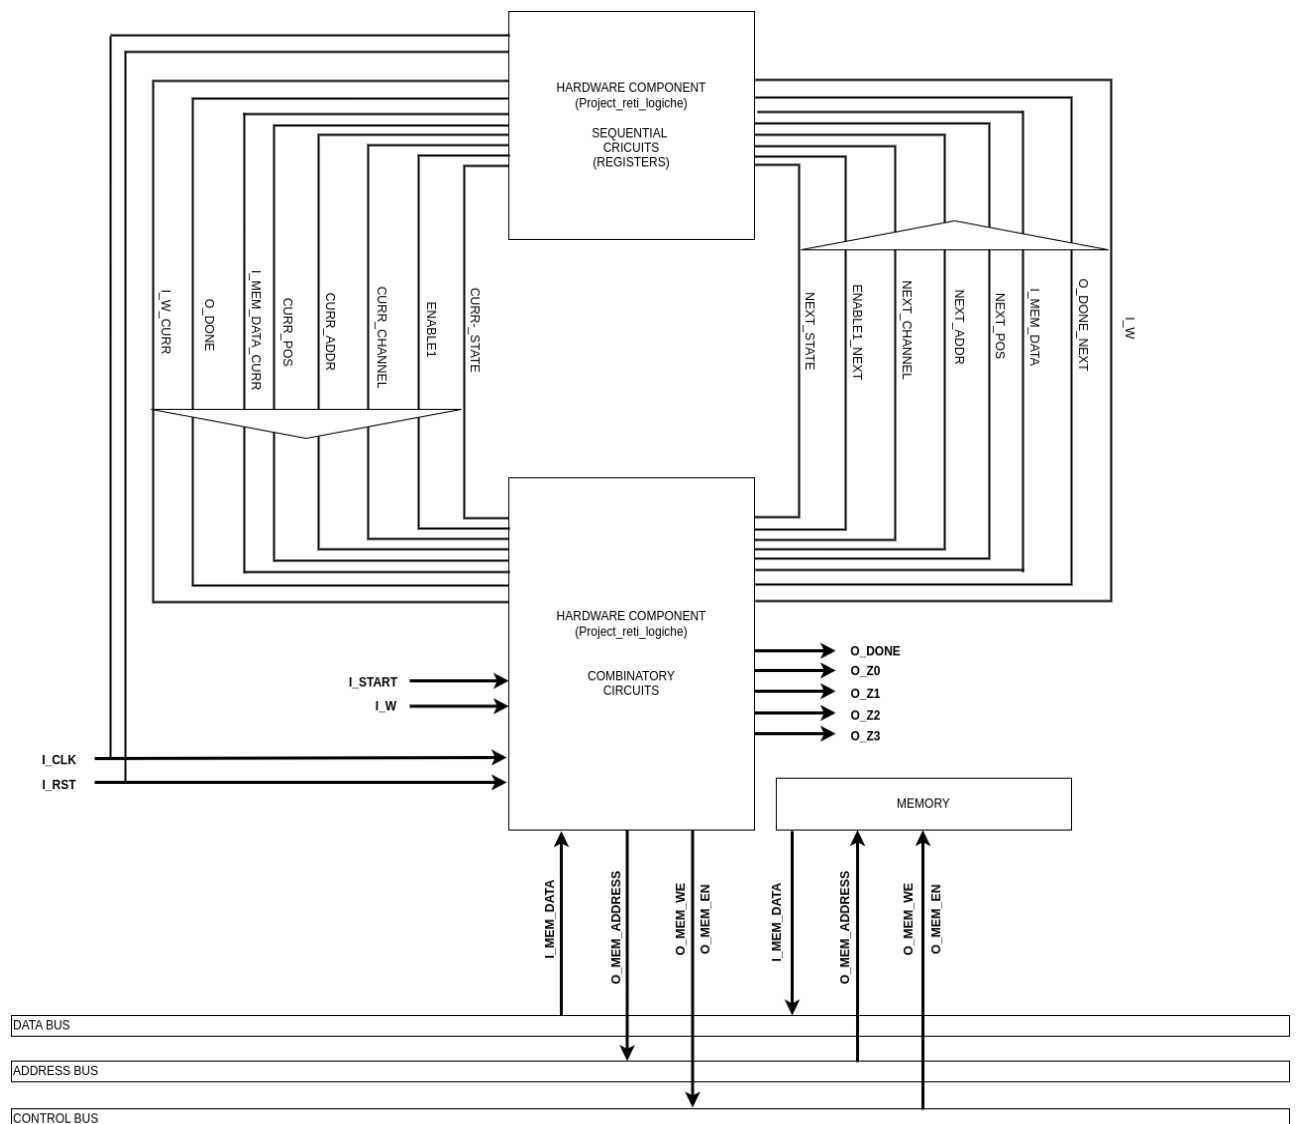 HARDWARE COMPONENT
(Project_reti_logiche)
SEQUENTIAL
CRICUITS
(REGISTERS)
I_W_CURR
O_DONE
I_MEM_DATA_CURR
CURR_POS
CURR_ADDR
CURR_CHANNEL
ENABLE1
CURR-_STATE
NEXT_STATE
ENABLE1_NEXT
NEXT_CHANNEL
NEXT_ADDR
NEXT_POS
I_MEM_DATA
O_DONE_NEXT
I_W
HARDWARE COMPONENT
(Project_reti_logiche)
COMBINATORY
CIRCUITS
I_START
I_W
I_CLK
I_RST
O_DONE
O_Z0
O_Z1
O_Z2
O_Z3
MEMORY
I_MEM_DATA
O_MEM_ADDRESS
O_MEM_WE
O_MEM_EN
I_MEM_DATA
O_MEM_ADDRESS
O_MEM_WE
O_MEM_EN
DATA BUS
ADDRESS BUS
CONTROL BUS